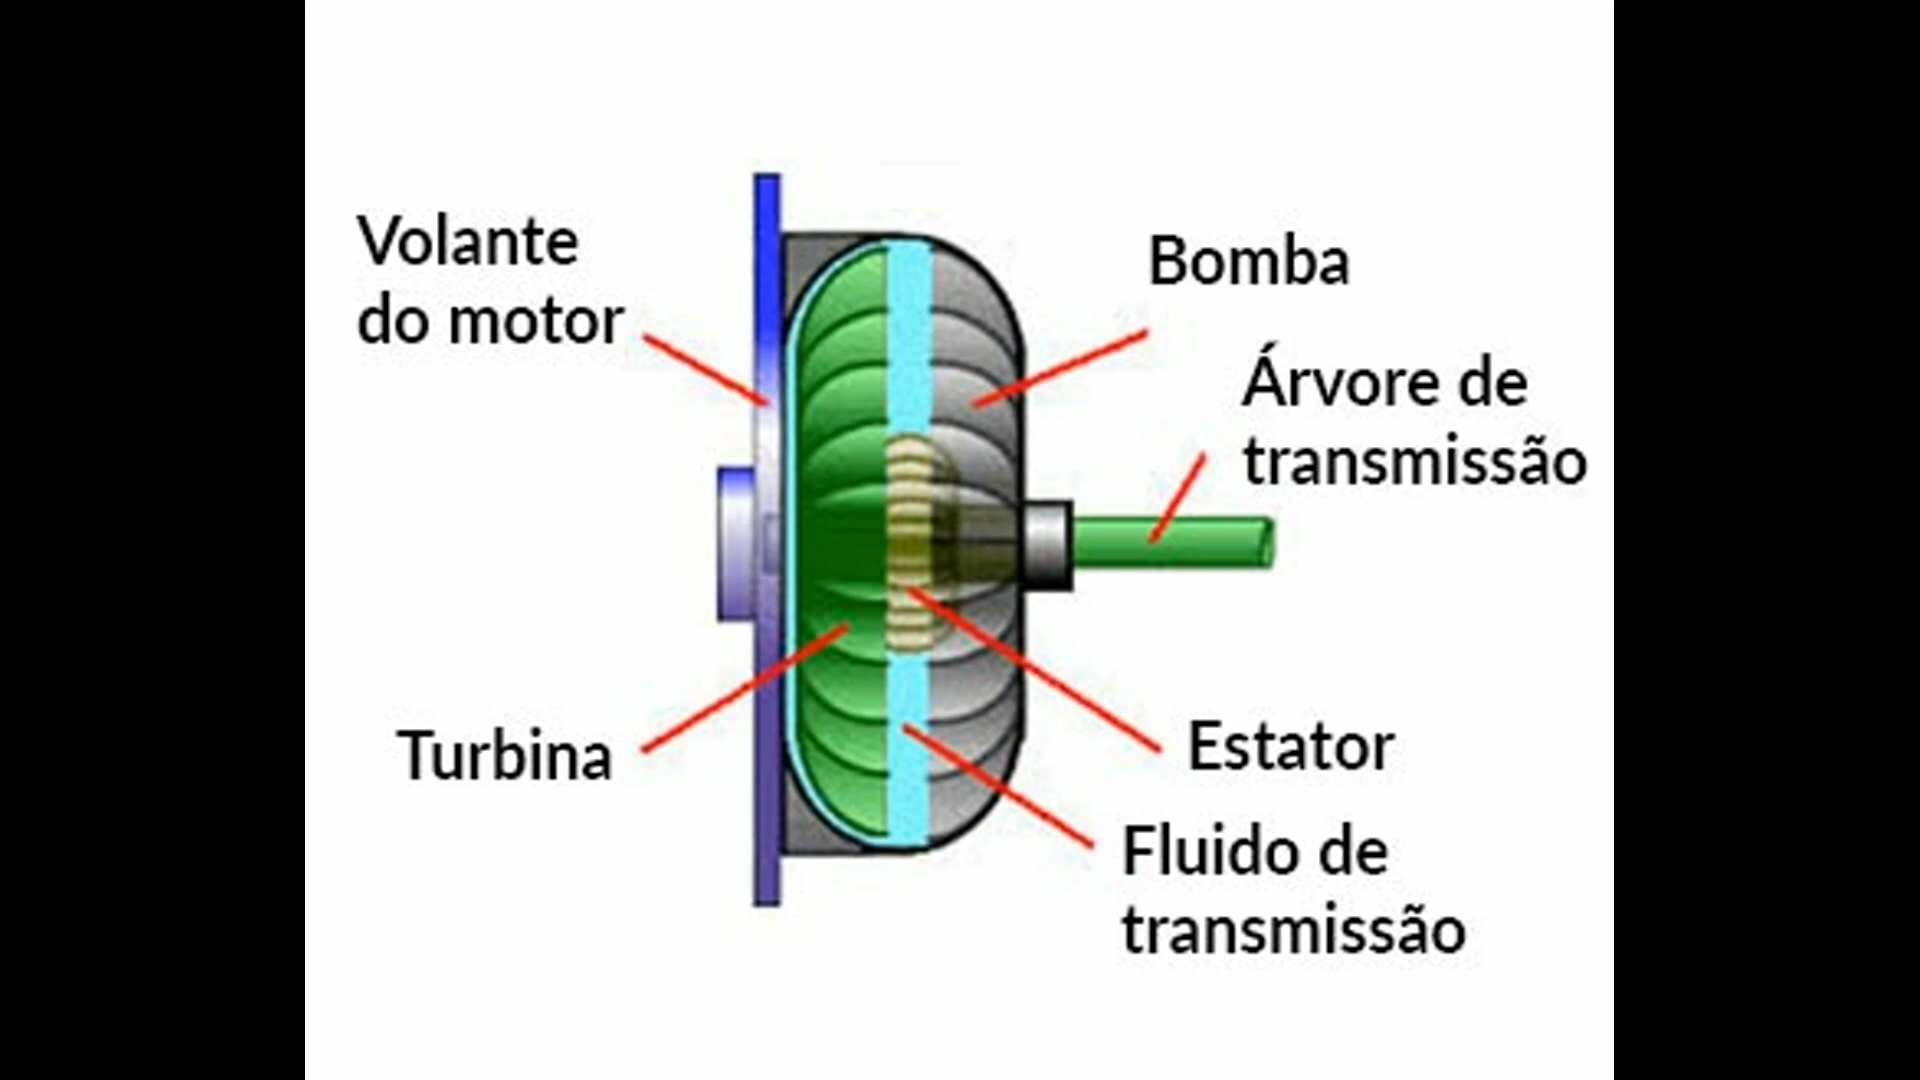 Volante
do motor
Bomba
Árvore de
transmissão
Turbina
Estator
Fluido de
transmissão